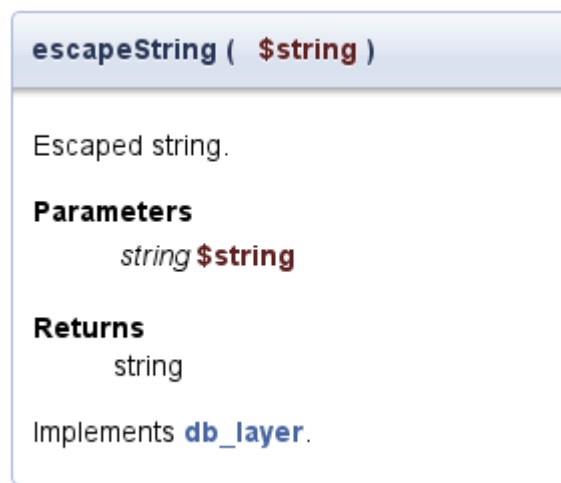 escapeString ( $string )
Escaped string.
Parameters
string $string
Returns
string
Implements db_layer.